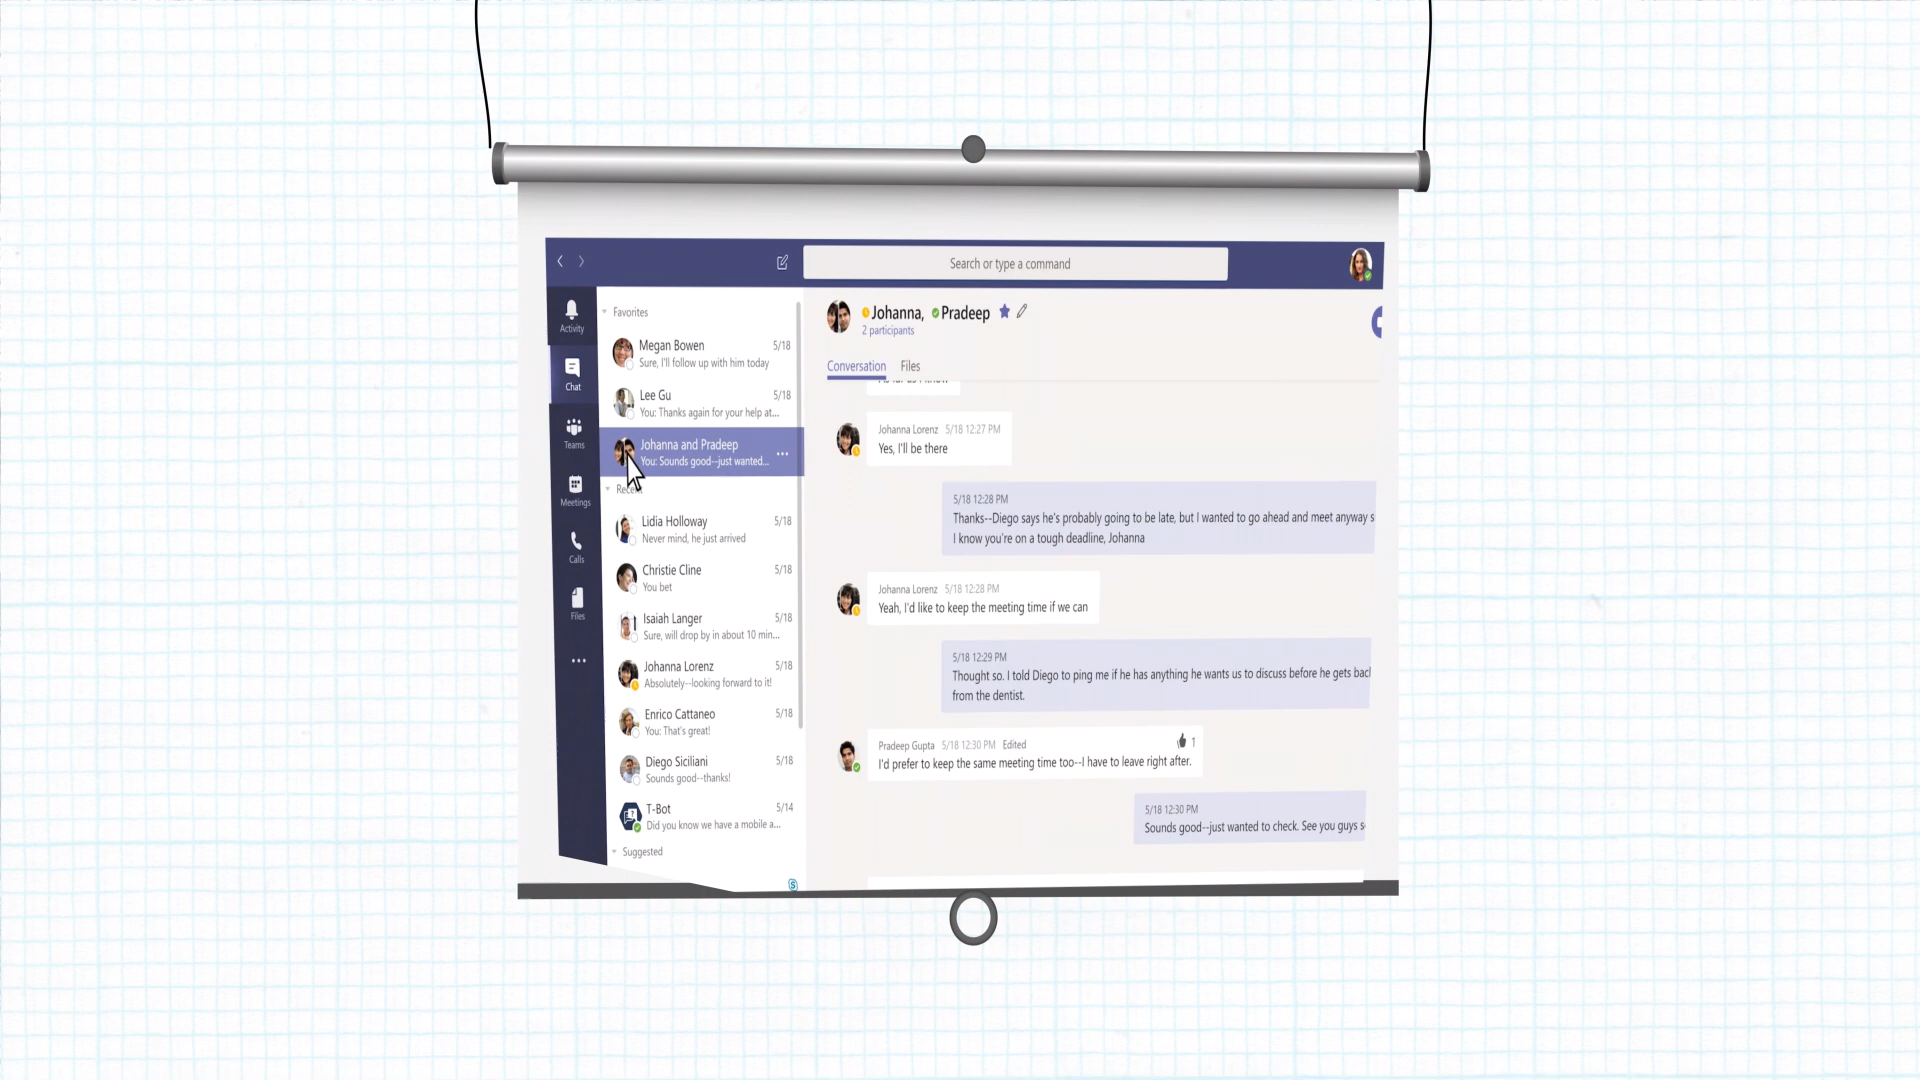 Search or type a command
Activity
Chat
Teams
Meetings
Calls
Files
Favorites
Megan Bowen 5/18
Sure, I'll follow up with him today
Lee Gu 5/18
You: Thanks again for your help at...
Johanna and Pradeep
You: Sounds good--just wanted...
Lidia Holloway 5/18
Never mind, he just arrived
Christie Cline 5/18
You bet
Isaiah Langer 5/18
Sure, will drop by in about 10 min...
Johanna Lorenz 5/18
Absolutely--looking forward to it!
Enrico Cattaneo 5/18
You: That's great!
Diego Siciliani 5/18
Sounds good--thanks!
T-Bot 5/14
Did you know we have a mobile a...
Suggested
Johanna, Pradeep
2 participants
Conversation Files
Johanna Lorenz 5/18 12:27 PM
Yes, I'll be there
5/18 12:28 PM
Thanks--Diego says he's probably going to be late, but I wanted to go ahead and meet anyway s
I know you're on a tough deadline, Johanna
Johanna Lorenz 5/18 12:28 PM
Yeah, I'd like to keep the meeting time if we can
5/18 12:29 PM
Thought so. I told Diego to ping me if he has anything he wants us to discuss before he gets back
from the dentist.
Pradeep Gupta 5/18 12:30 PM Edited 1
I'd prefer to keep the same meeting time too--I have to leave right after.
5/18 12:30 PM
Sounds good--just wanted to check. See you guys s